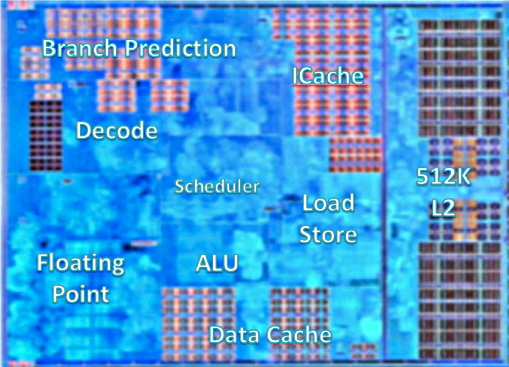 Branch Prediction
ICache
Decode
Scheduler
512K
L2
Load
Store
Floating
Point
ALU
Data Cache